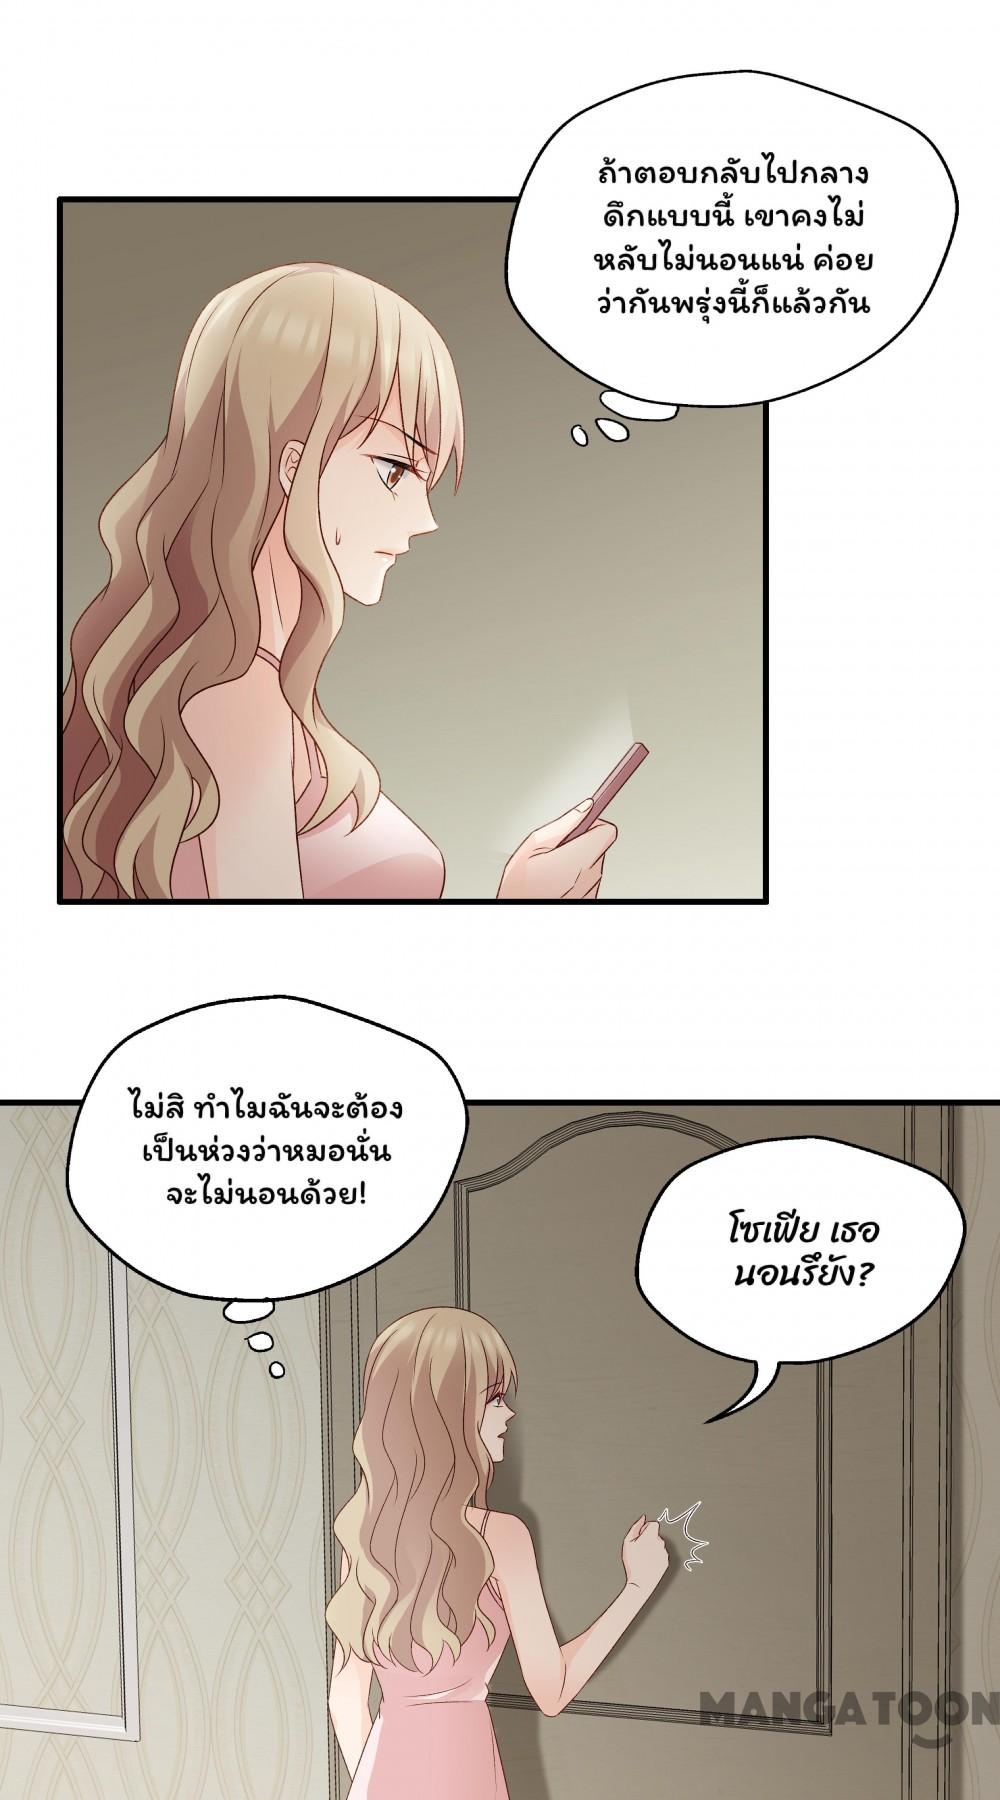 ถ้าตอบกลับไปกลาง
ดึกแบบนี้ เขาคงไม่
หลับไม่นอนแน่ ค่อย
ว่ากันพรุ่งนี้ก็แล้วกัน
ไม่สิ ทำไมฉันจะต้อง
เป็นห่วงว่าหมอนั่น
จะไม่นอนด้วย!
โซเฟีย เธอ
นอนรึยัง?
MANGATOON